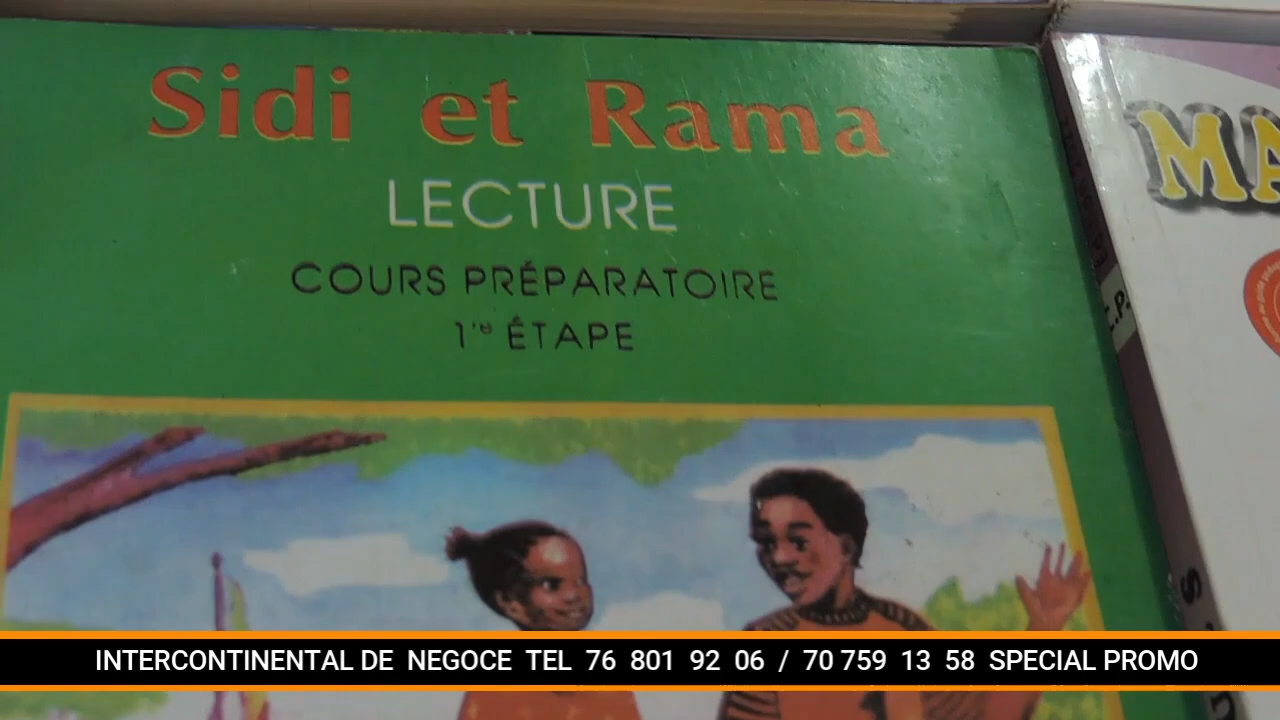 Sidi et Rama
LECTURE
COURS PRÉPARATOIRE
1re ÉTAPE
MA
C.P.
INTERCONTINENTAL DE NEGOCE TEL 76 801 92 06 / 70 759 13 58 SPECIAL PROMO